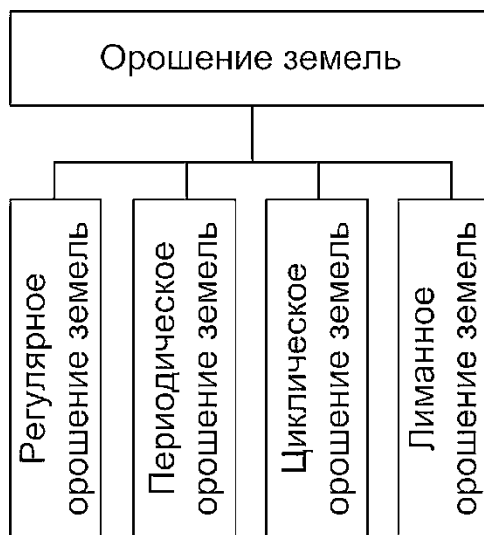 Орошение земель
Регулярное
орошение земель
Периодическое
орошение земель
Циклическое
орошение земель
Лиманное
орошение земель